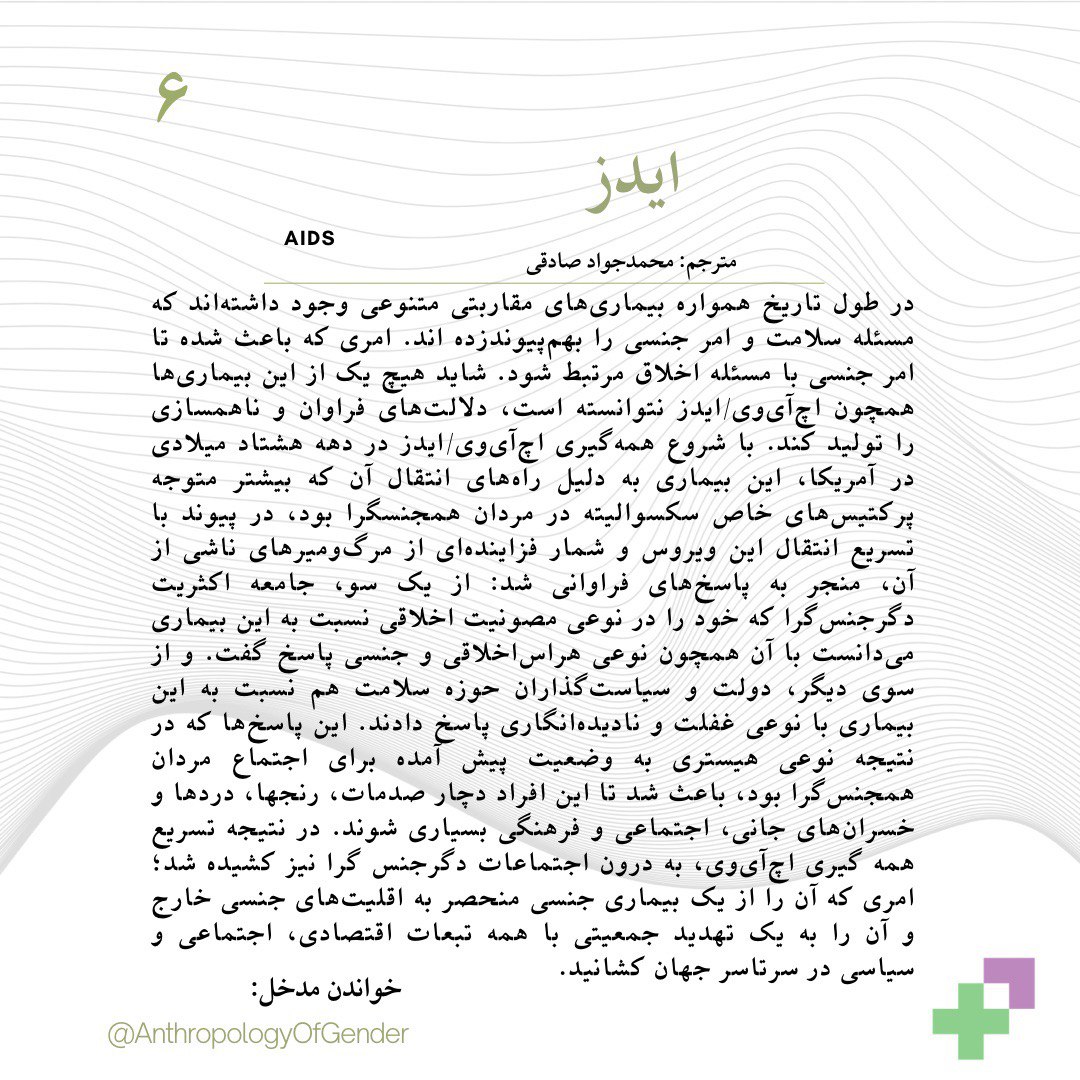 ۶
ایدز
AIDS
مترجم: محمدجواد صادقی
در طول تاریخ همواره بیماری‌های مقاربتی متنوعی وجود داشته‌اند که
مسئله سلامت و امر جنسی را بهم‌پیوندزده اند. امری که باعث شده تا
امر جنسی با مسئله اخلاق مرتبط شود. شاید هیچ یک از این بیماری‌ها
همچون اچ‌آی‌وی/ایدز نتوانسته است، دلالت‌های فراوان و ناهمسازی
را تولید کند. با شروع همه‌گیری اچ‌آی‌وی/ایدز در دهه هشتاد میلادی
در آمریکا، این بیماری به دلیل راه‌های انتقال آن که بیشتر متوجه
پرکتیس‌های خاص سکسوالیته در مردان همجنسگرا بود، در پیوند با
تسریع انتقال این ویروس و شمار فزاینده‌ای از مرگ‌ومیرهای ناشی از
آن، منجر به پاسخ‌های فراوانی شد: از یک سو، جامعه اکثریت
دگرجنس‌گرا که خود را در نوعی مصونیت اخلاقی نسبت به این بیماری
می‌دانست با آن همچون نوعی هراس‌اخلاقی و جنسی پاسخ گفت. و از
سوی دیگر، دولت و سیاست‌گذاران حوزه سلامت هم نسبت به این
بیماری با نوعی غفلت و نادیده‌انگاری پاسخ دادند. این پاسخ‌ها که در
نتیجه نوعی هیستری به وضعیت پیش آمده برای اجتماع مردان
همجنس‌گرا بود، باعث شد تا این افراد دچار صدمات، رنجها، دردها و
خسران‌های جانی، اجتماعی و فرهنگی بسیاری شوند. در نتیجه تسریع
همه گیری اچ‌آی‌وی، به درون اجتماعات دگرجنس گرا نیز کشیده شد؛
امری که آن را از یک بیماری جنسی منحصر به اقلیت‌های جنسی خارج
و آن را به یک تهدید جمعیتی با همه تبعات اقتصادی، اجتماعی و
سیاسی در سرتاسر جهان کشانید.
خواندن مدخل:
@AnthropologyOfGender